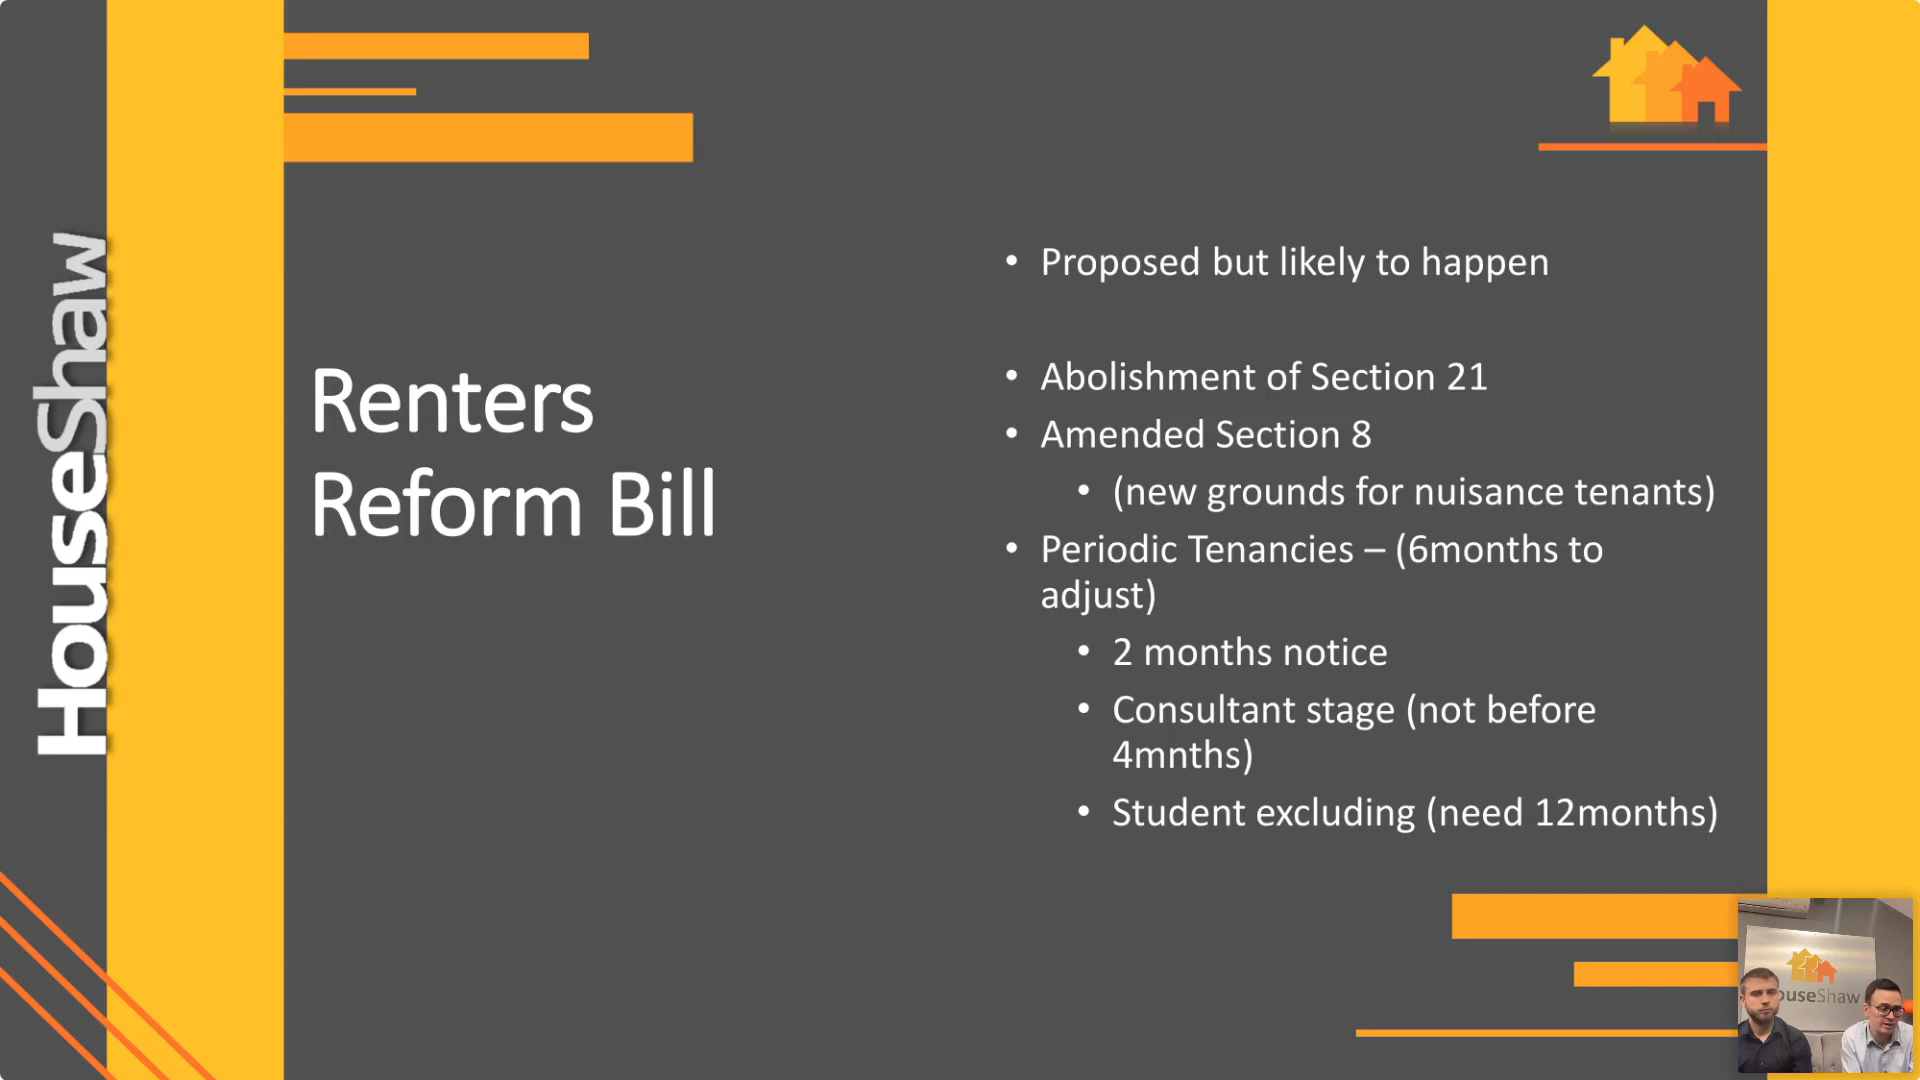 HouseShaw
Renters
Reform Bill
• Proposed but likely to happen
• Abolishment of Section 21
• Amended Section 8
• (new grounds for nuisance tenants)
• Periodic Tenancies – (6months to
adjust)
• 2 months notice
• Consultant stage (not before
4mnths)
• Student excluding (need 12months)
ouseShaw